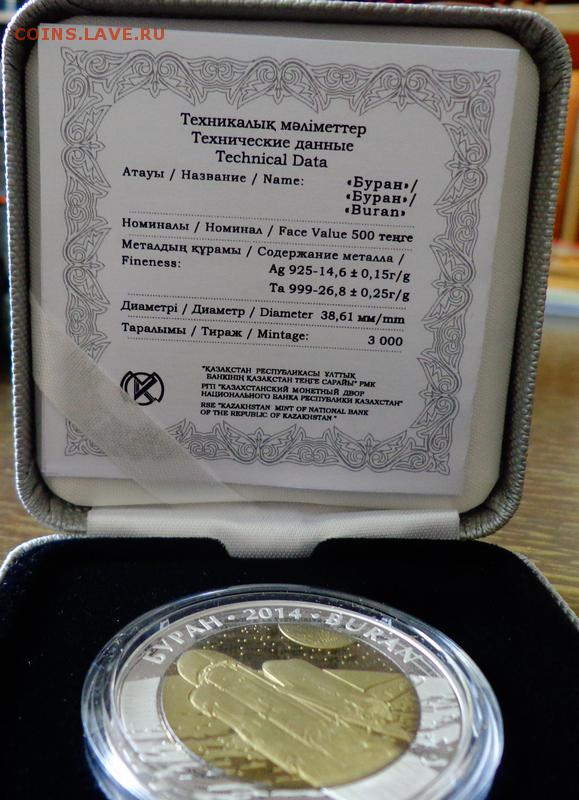 COINS.LAVE.RU
Техникалық мәліметтер
Технические данные
Technical Data
Атауы / Название / Name: «Буран»/
«Буран»/
«Buran»
Номиналы / Номинал / Face Value 500 теңге
Металдың құрамы / Содержание металла /
Fineness: Ag 925-14,6 ± 0,15г/g
Ta 999-26,8 ± 0,25г/g
Диаметрі / Диаметр / Diameter 38,61 мм/mm
Таралымы / Тираж / Mintage: 3 000
"ҚАЗАҚСТАН РЕСПУБЛИКАСЫ ҰЛТТЫҚ
БАНКІНІҢ ҚАЗАҚСТАН ТЕҢГЕ САРАЙЫ" РМК
РГП "КАЗАХСТАНСКИЙ МОНЕТНЫЙ ДВОР
НАЦИОНАЛЬНОГО БАНКА РЕСПУБЛИКИ КАЗАХСТАН"
RSE "KAZAKHSTAN MINT OF NATIONAL BANK
OF THE REPUBLIC OF KAZAKHSTAN"
БУРАН • 2014 • BURAN